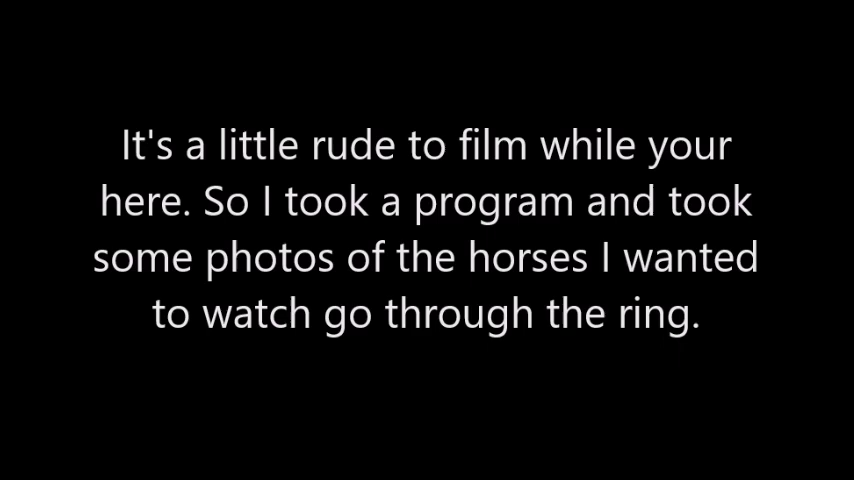 It's a little rude to film while your
here. So I took a program and took
some photos of the horses I wanted
to watch go through the ring.